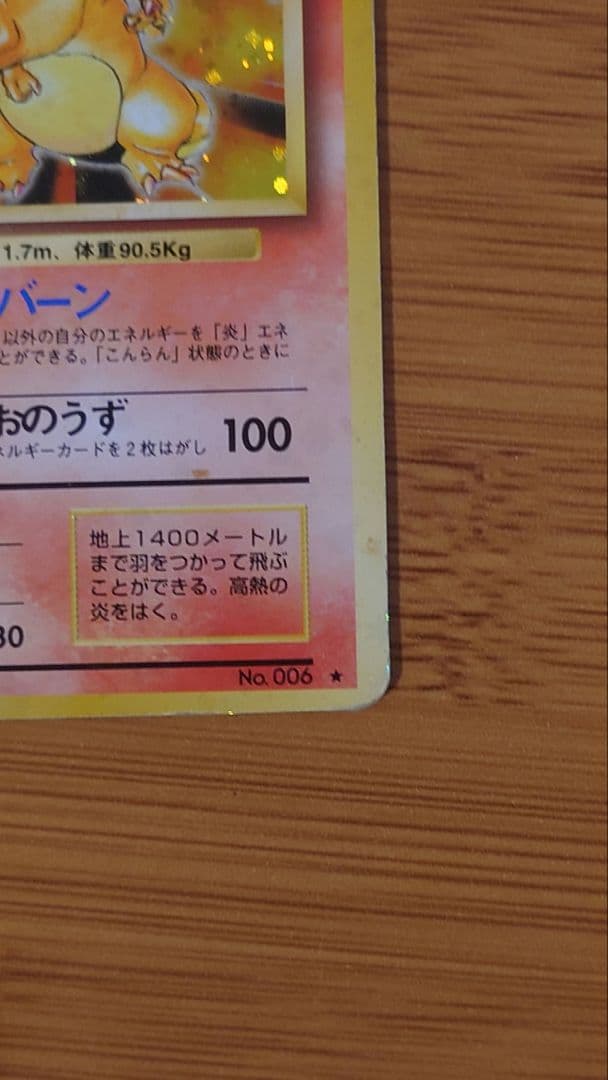 1.7m、体重90.5Kg
バーン
以外の自分のエネルギーを「炎」エネ
とができる。「こんらん」状態のときに
おのうず 100
ネルギーカードを2枚はがし
地上1400メートル
まで羽をつかって飛ぶ
ことができる。高熱の
炎をはく。
30
No. 006 ★